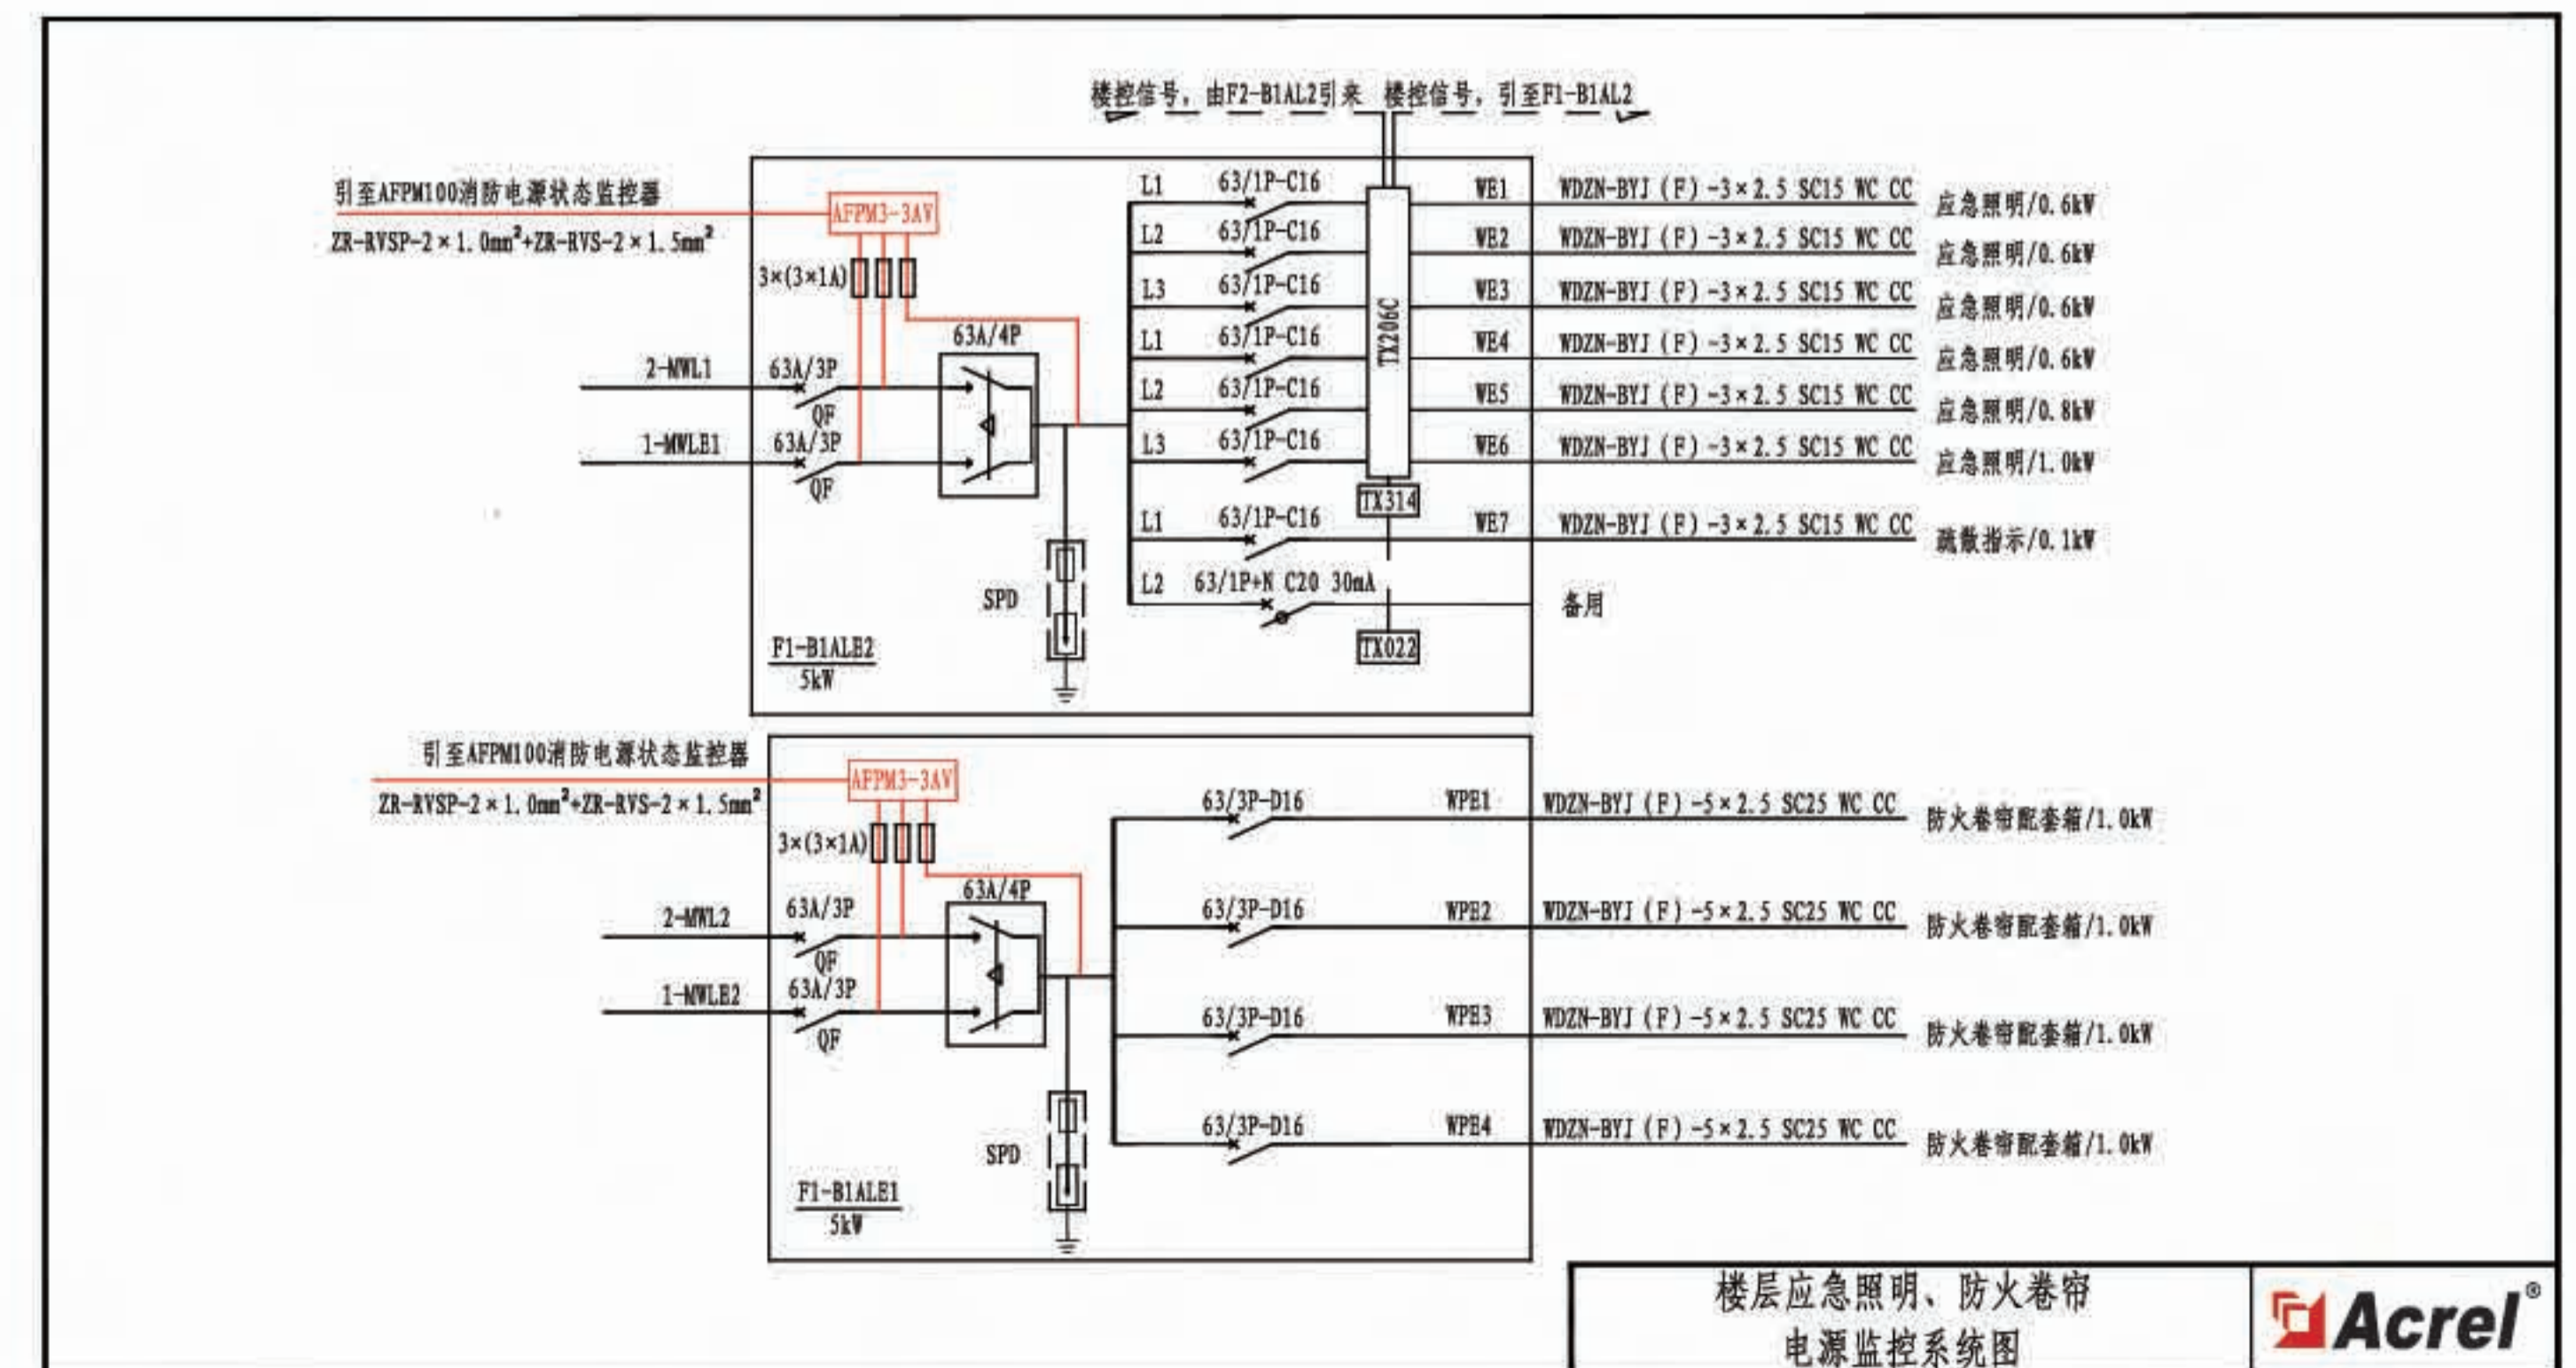 楼控信号，由F2-B1AL2引来 楼控信号，引至F1-B1AL2
引至AFPM100消防电源状态监控器
ZR-RVSP-2×1.0mm²+ZR-RVS-2×1.5mm²
AFPM3-3AV
3×(3×1A)
63A/4P
2-MWL1
63A/3P
QF
1-MWLE1
63A/3P
QF
SPD
F1-B1ALE2
5kW
L1 63/1P-C16 WE1 WDZN-BYJ(F)-3×2.5 SC15 WC CC 应急照明/0.6kW
L2 63/1P-C16 WE2 WDZN-BYJ(F)-3×2.5 SC15 WC CC 应急照明/0.6kW
L3 63/1P-C16 WE3 WDZN-BYJ(F)-3×2.5 SC15 WC CC 应急照明/0.6kW
L1 63/1P-C16 WE4 WDZN-BYJ(F)-3×2.5 SC15 WC CC 应急照明/0.6kW
L2 63/1P-C16 WE5 WDZN-BYJ(F)-3×2.5 SC15 WC CC 应急照明/0.8kW
L3 63/1P-C16 WE6 WDZN-BYJ(F)-3×2.5 SC15 WC CC 应急照明/1.0kW
TX206C
TX314
L1 63/1P-C16 WE7 WDZN-BYJ(F)-3×2.5 SC15 WC CC 疏散指示/0.1kW
L2 63/1P+N C20 30mA 备用
TX022
引至AFPM100消防电源状态监控器
ZR-RVSP-2×1.0mm²+ZR-RVS-2×1.5mm²
AFPM3-3AV
3×(3×1A)
63A/4P
2-MWL2
63A/3P
QF
1-MWLE2
63A/3P
QF
SPD
F1-B1ALE1
5kW
63/3P-D16 WPE1 WDZN-BYJ(F)-5×2.5 SC25 WC CC 防火卷帘配套箱/1.0kW
63/3P-D16 WPE2 WDZN-BYJ(F)-5×2.5 SC25 WC CC 防火卷帘配套箱/1.0kW
63/3P-D16 WPE3 WDZN-BYJ(F)-5×2.5 SC25 WC CC 防火卷帘配套箱/1.0kW
63/3P-D16 WPE4 WDZN-BYJ(F)-5×2.5 SC25 WC CC 防火卷帘配套箱/1.0kW
楼层应急照明、防火卷帘
电源监控系统图
Acrel®